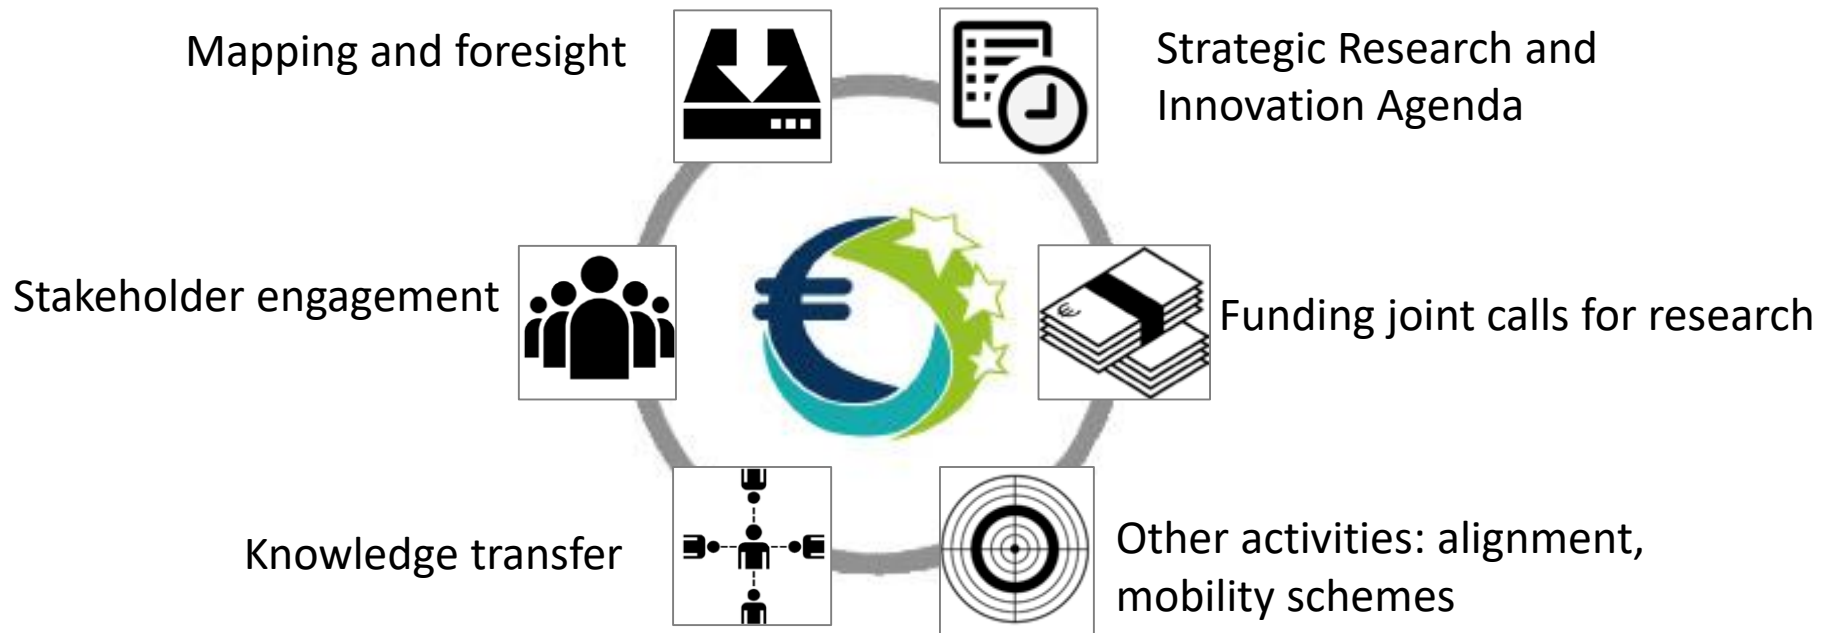 Mapping and foresight
Strategic Research and
Innovation Agenda
Stakeholder engagement
Funding joint calls for research
Knowledge transfer
Other activities: alignment,
mobility schemes